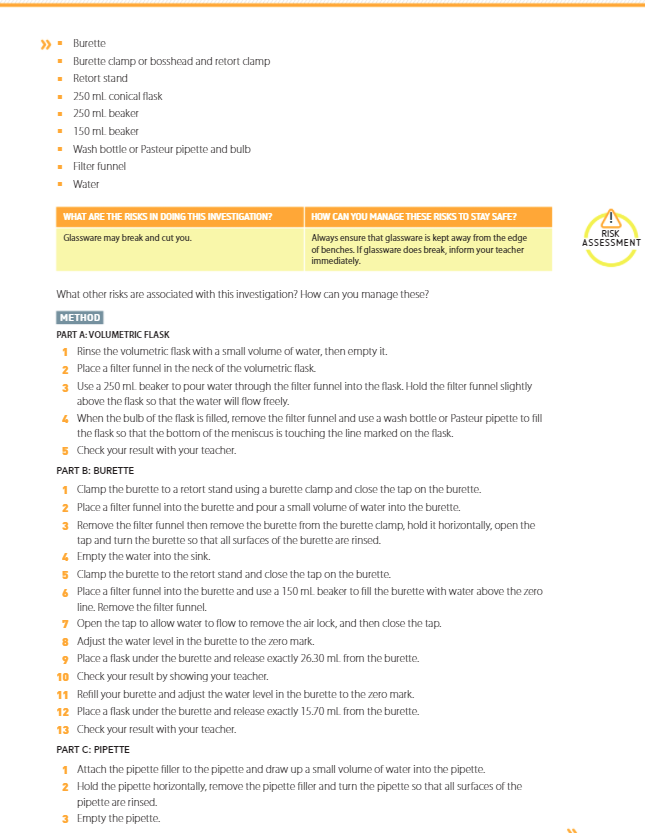 » ▪ Burette
▪ Burette clamp or bosshead and retort clamp
▪ Retort stand
▪ 250 mL conical flask
▪ 250 mL beaker
▪ 150 mL beaker
▪ Wash bottle or Pasteur pipette and bulb
▪ Filter funnel
▪ Water
WHAT ARE THE RISKS IN DOING THIS INVESTIGATION?
Glassware may break and cut you.
HOW CAN YOU MANAGE THESE RISKS TO STAY SAFE?
Always ensure that glassware is kept away from the edge
of benches. If glassware does break, inform your teacher
immediately.
!
RISK
ASSESSMENT
What other risks are associated with this investigation? How can you manage these?
METHOD
PART A: VOLUMETRIC FLASK
1 Rinse the volumetric flask with a small volume of water, then empty it.
2 Place a filter funnel in the neck of the volumetric flask.
3 Use a 250 mL beaker to pour water through the filter funnel into the flask. Hold the filter funnel slightly
above the flask so that the water will flow freely.
4 When the bulb of the flask is filled, remove the filter funnel and use a wash bottle or Pasteur pipette to fill
the flask so that the bottom of the meniscus is touching the line marked on the flask.
5 Check your result with your teacher.
PART B: BURETTE
1 Clamp the burette to a retort stand using a burette clamp and close the tap on the burette.
2 Place a filter funnel into the burette and pour a small volume of water into the burette.
3 Remove the filter funnel then remove the burette from the burette clamp, hold it horizontally, open the
tap and turn the burette so that all surfaces of the burette are rinsed.
4 Empty the water into the sink.
5 Clamp the burette to the retort stand and close the tap on the burette.
6 Place a filter funnel into the burette and use a 150 mL beaker to fill the burette with water above the zero
line. Remove the filter funnel.
7 Open the tap to allow water to flow to remove the air lock, and then close the tap.
8 Adjust the water level in the burette to the zero mark.
9 Place a flask under the burette and release exactly 26.30 mL from the burette.
10 Check your result by showing your teacher.
11 Refill your burette and adjust the water level in the burette to the zero mark.
12 Place a flask under the burette and release exactly 15.70 mL from the burette.
13 Check your result with your teacher.
PART C: PIPETTE
1 Attach the pipette filler to the pipette and draw up a small volume of water into the pipette.
2 Hold the pipette horizontally, remove the pipette filler and turn the pipette so that all surfaces of the
pipette are rinsed.
3 Empty the pipette.
»